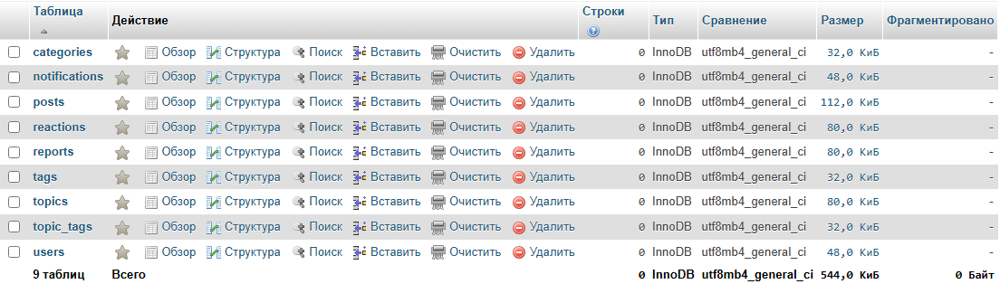 Таблица Действие Строки Тип Сравнение Размер Фрагментировано
categories Обзор Структура Поиск Вставить Очистить Удалить 0 InnoDB utf8mb4_general_ci 32,0 КиБ -
notifications Обзор Структура Поиск Вставить Очистить Удалить 0 InnoDB utf8mb4_general_ci 48,0 КиБ -
posts Обзор Структура Поиск Вставить Очистить Удалить 0 InnoDB utf8mb4_general_ci 112,0 КиБ -
reactions Обзор Структура Поиск Вставить Очистить Удалить 0 InnoDB utf8mb4_general_ci 80,0 КиБ -
reports Обзор Структура Поиск Вставить Очистить Удалить 0 InnoDB utf8mb4_general_ci 80,0 КиБ -
tags Обзор Структура Поиск Вставить Очистить Удалить 0 InnoDB utf8mb4_general_ci 32,0 КиБ -
topics Обзор Структура Поиск Вставить Очистить Удалить 0 InnoDB utf8mb4_general_ci 80,0 КиБ -
topic_tags Обзор Структура Поиск Вставить Очистить Удалить 0 InnoDB utf8mb4_general_ci 32,0 КиБ -
users Обзор Структура Поиск Вставить Очистить Удалить 0 InnoDB utf8mb4_general_ci 48,0 КиБ -
9 таблиц Всего 0 InnoDB utf8mb4_general_ci 544,0 КиБ 0 Байт